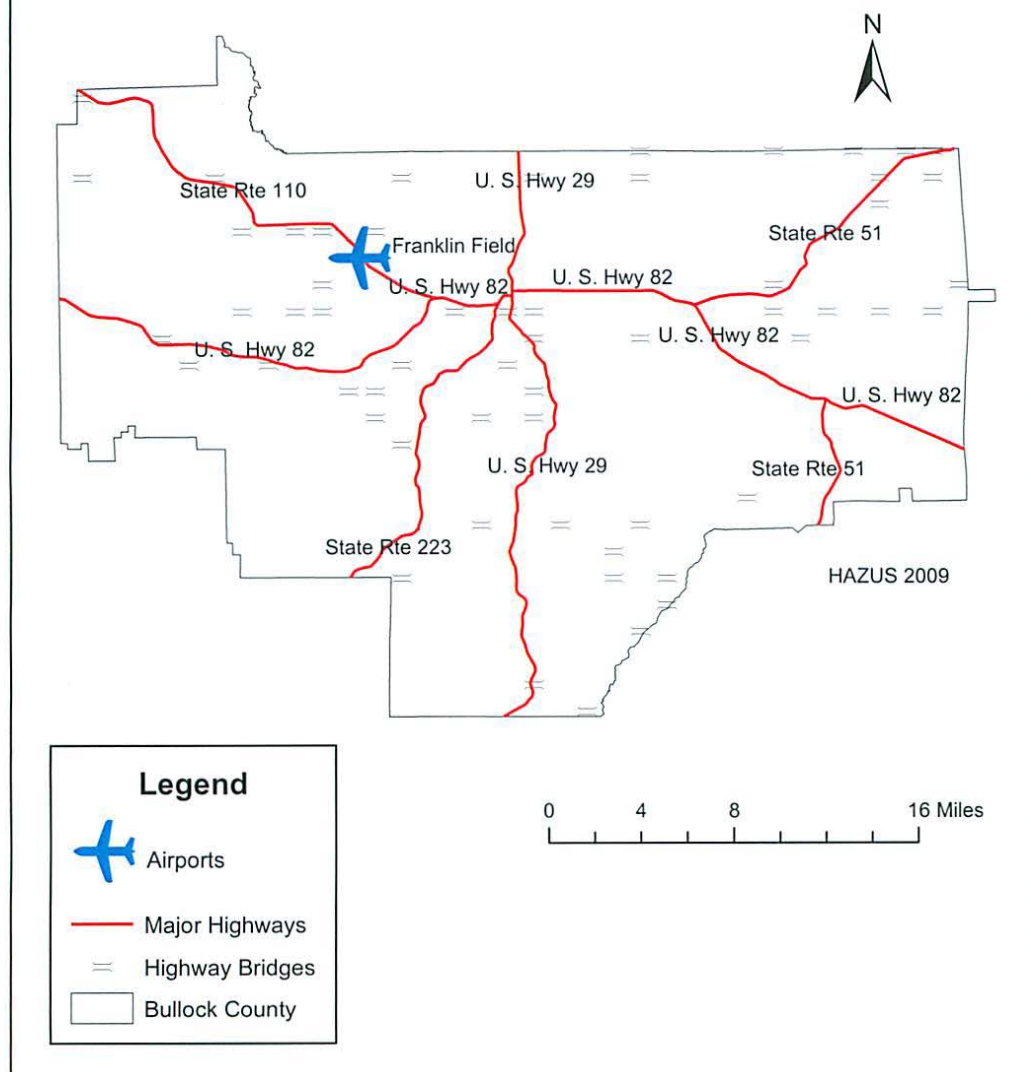 N
State Rte 110
U. S. Hwy 29
State Rte 51
Franklin Field
U. S. Hwy 82
U. S. Hwy 82
U. S. Hwy 82
U. S. Hwy 82
U. S. Hwy 82
U. S. Hwy 29
State Rte 51
State Rte 223
HAZUS 2009
Legend
Airports
Major Highways
Highway Bridges
Bullock County
0 4 8 16 Miles